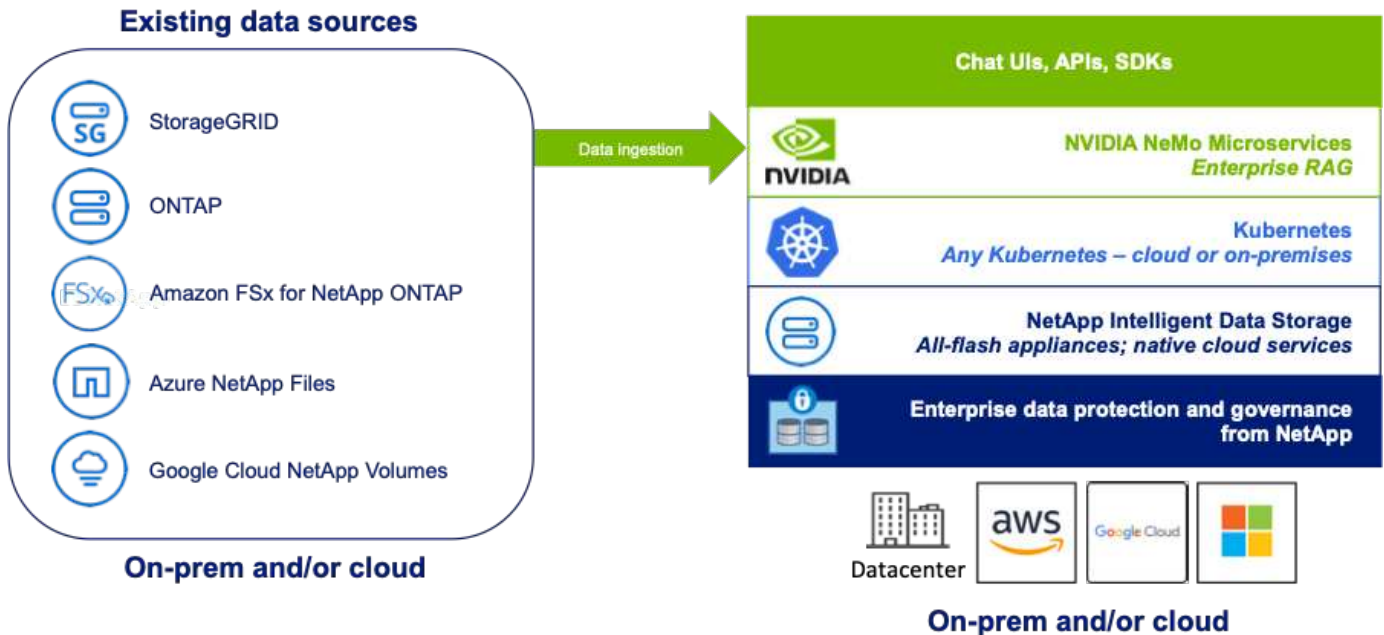 Existing data sources
SG
StorageGRID
ONTAP
FSx
Amazon FSx for NetApp ONTAP
Azure NetApp Files
Google Cloud NetApp Volumes
On-prem and/or cloud
Data ingestion
Chat UIs, APIs, SDKs
NVIDIA
NVIDIA NeMo Microservices
Enterprise RAG
Kubernetes
Any Kubernetes – cloud or on-premises
NetApp Intelligent Data Storage
All-flash appliances; native cloud services
Enterprise data protection and governance
from NetApp
Datacenter
aws
Google Cloud
On-prem and/or cloud